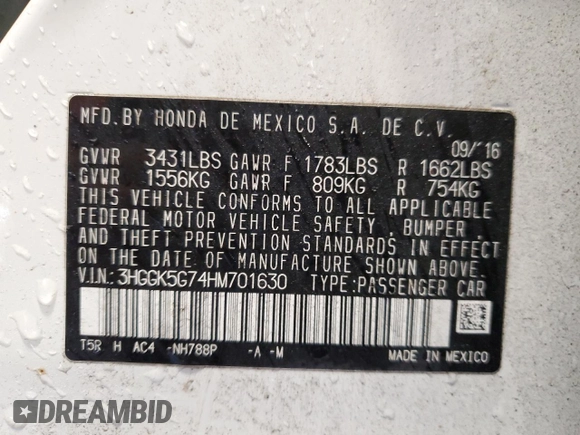 MFD.BY HONDA DE MEXICO S.A. DE C.V.
09/'16
GVWR 3431LBS GAWR F 1783LBS R 1662LBS
GVWR 1556KG GAWR F 809KG R 754KG
THIS VEHICLE CONFORMS TO ALL APPLICABLE
FEDERAL MOTOR VEHICLE SAFETY, BUMPER ,
AND THEFT PREVENTION STANDARDS IN EFFECT
ON THE DATE OF MANUFACTURE SHOWN ABOVE.
V.I.N: 3HGGK5G74HM701630 TYPE:PASSENGER CAR
T5R H AC4 -NH788P -A -M
MADE IN MEXICO
DREAMBID